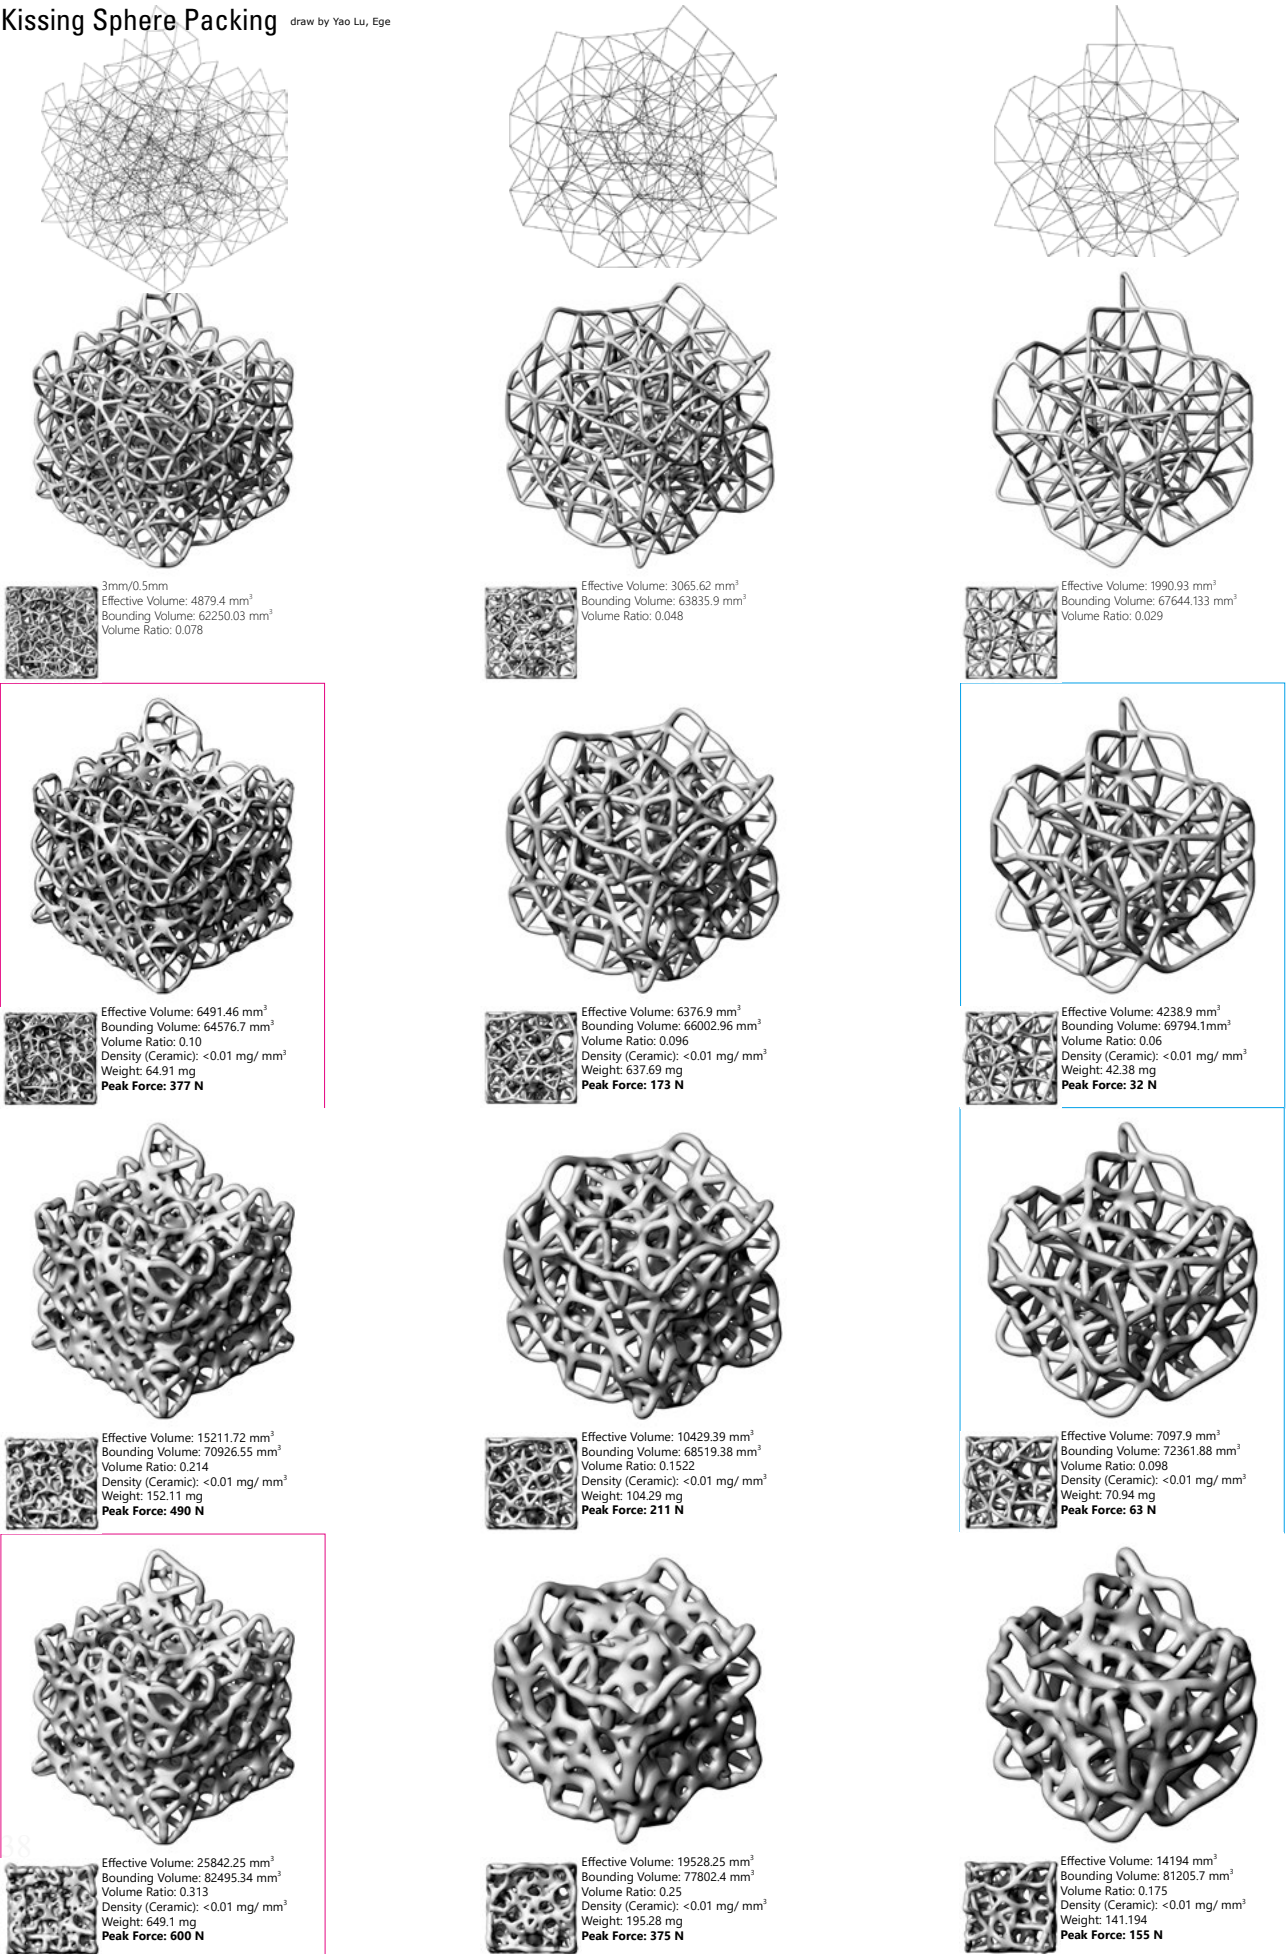 Kissing Sphere Packing draw by Yao Lu, Ege
3mm/0.5mm
Effective Volume: 4879.4 mm³
Bounding Volume: 62250.03 mm³
Volume Ratio: 0.078
Effective Volume: 3065.62 mm³
Bounding Volume: 63835.9 mm³
Volume Ratio: 0.048
Effective Volume: 1990.93 mm³
Bounding Volume: 67644.133 mm³
Volume Ratio: 0.029
Effective Volume: 6491.46 mm³
Bounding Volume: 64576.7 mm³
Volume Ratio: 0.10
Density (Ceramic): <0.01 mg/ mm³
Weight: 64.91 mg
Peak Force: 377 N
Effective Volume: 6376.9 mm³
Bounding Volume: 66002.96 mm³
Volume Ratio: 0.096
Density (Ceramic): <0.01 mg/ mm³
Weight: 637.69 mg
Peak Force: 173 N
Effective Volume: 4238.9 mm³
Bounding Volume: 69794.1mm³
Volume Ratio: 0.06
Density (Ceramic): <0.01 mg/ mm³
Weight: 42.38 mg
Peak Force: 32 N
Effective Volume: 15211.72 mm³
Bounding Volume: 70926.55 mm³
Volume Ratio: 0.214
Density (Ceramic): <0.01 mg/ mm³
Weight: 152.11 mg
Peak Force: 490 N
Effective Volume: 10429.39 mm³
Bounding Volume: 68519.38 mm³
Volume Ratio: 0.1522
Density (Ceramic): <0.01 mg/ mm³
Weight: 104.29 mg
Peak Force: 211 N
Effective Volume: 7097.9 mm³
Bounding Volume: 72361.88 mm³
Volume Ratio: 0.098
Density (Ceramic): <0.01 mg/ mm³
Weight: 70.94 mg
Peak Force: 63 N
38
Effective Volume: 25842.25 mm³
Bounding Volume: 82495.34 mm³
Volume Ratio: 0.313
Density (Ceramic): <0.01 mg/ mm³
Weight: 649.1 mg
Peak Force: 600 N
Effective Volume: 19528.25 mm³
Bounding Volume: 77802.4 mm³
Volume Ratio: 0.25
Density (Ceramic): <0.01 mg/ mm³
Weight: 195.28 mg
Peak Force: 375 N
Effective Volume: 14194 mm³
Bounding Volume: 81205.7 mm³
Volume Ratio: 0.175
Density (Ceramic): <0.01 mg/ mm³
Weight: 141.194
Peak Force: 155 N